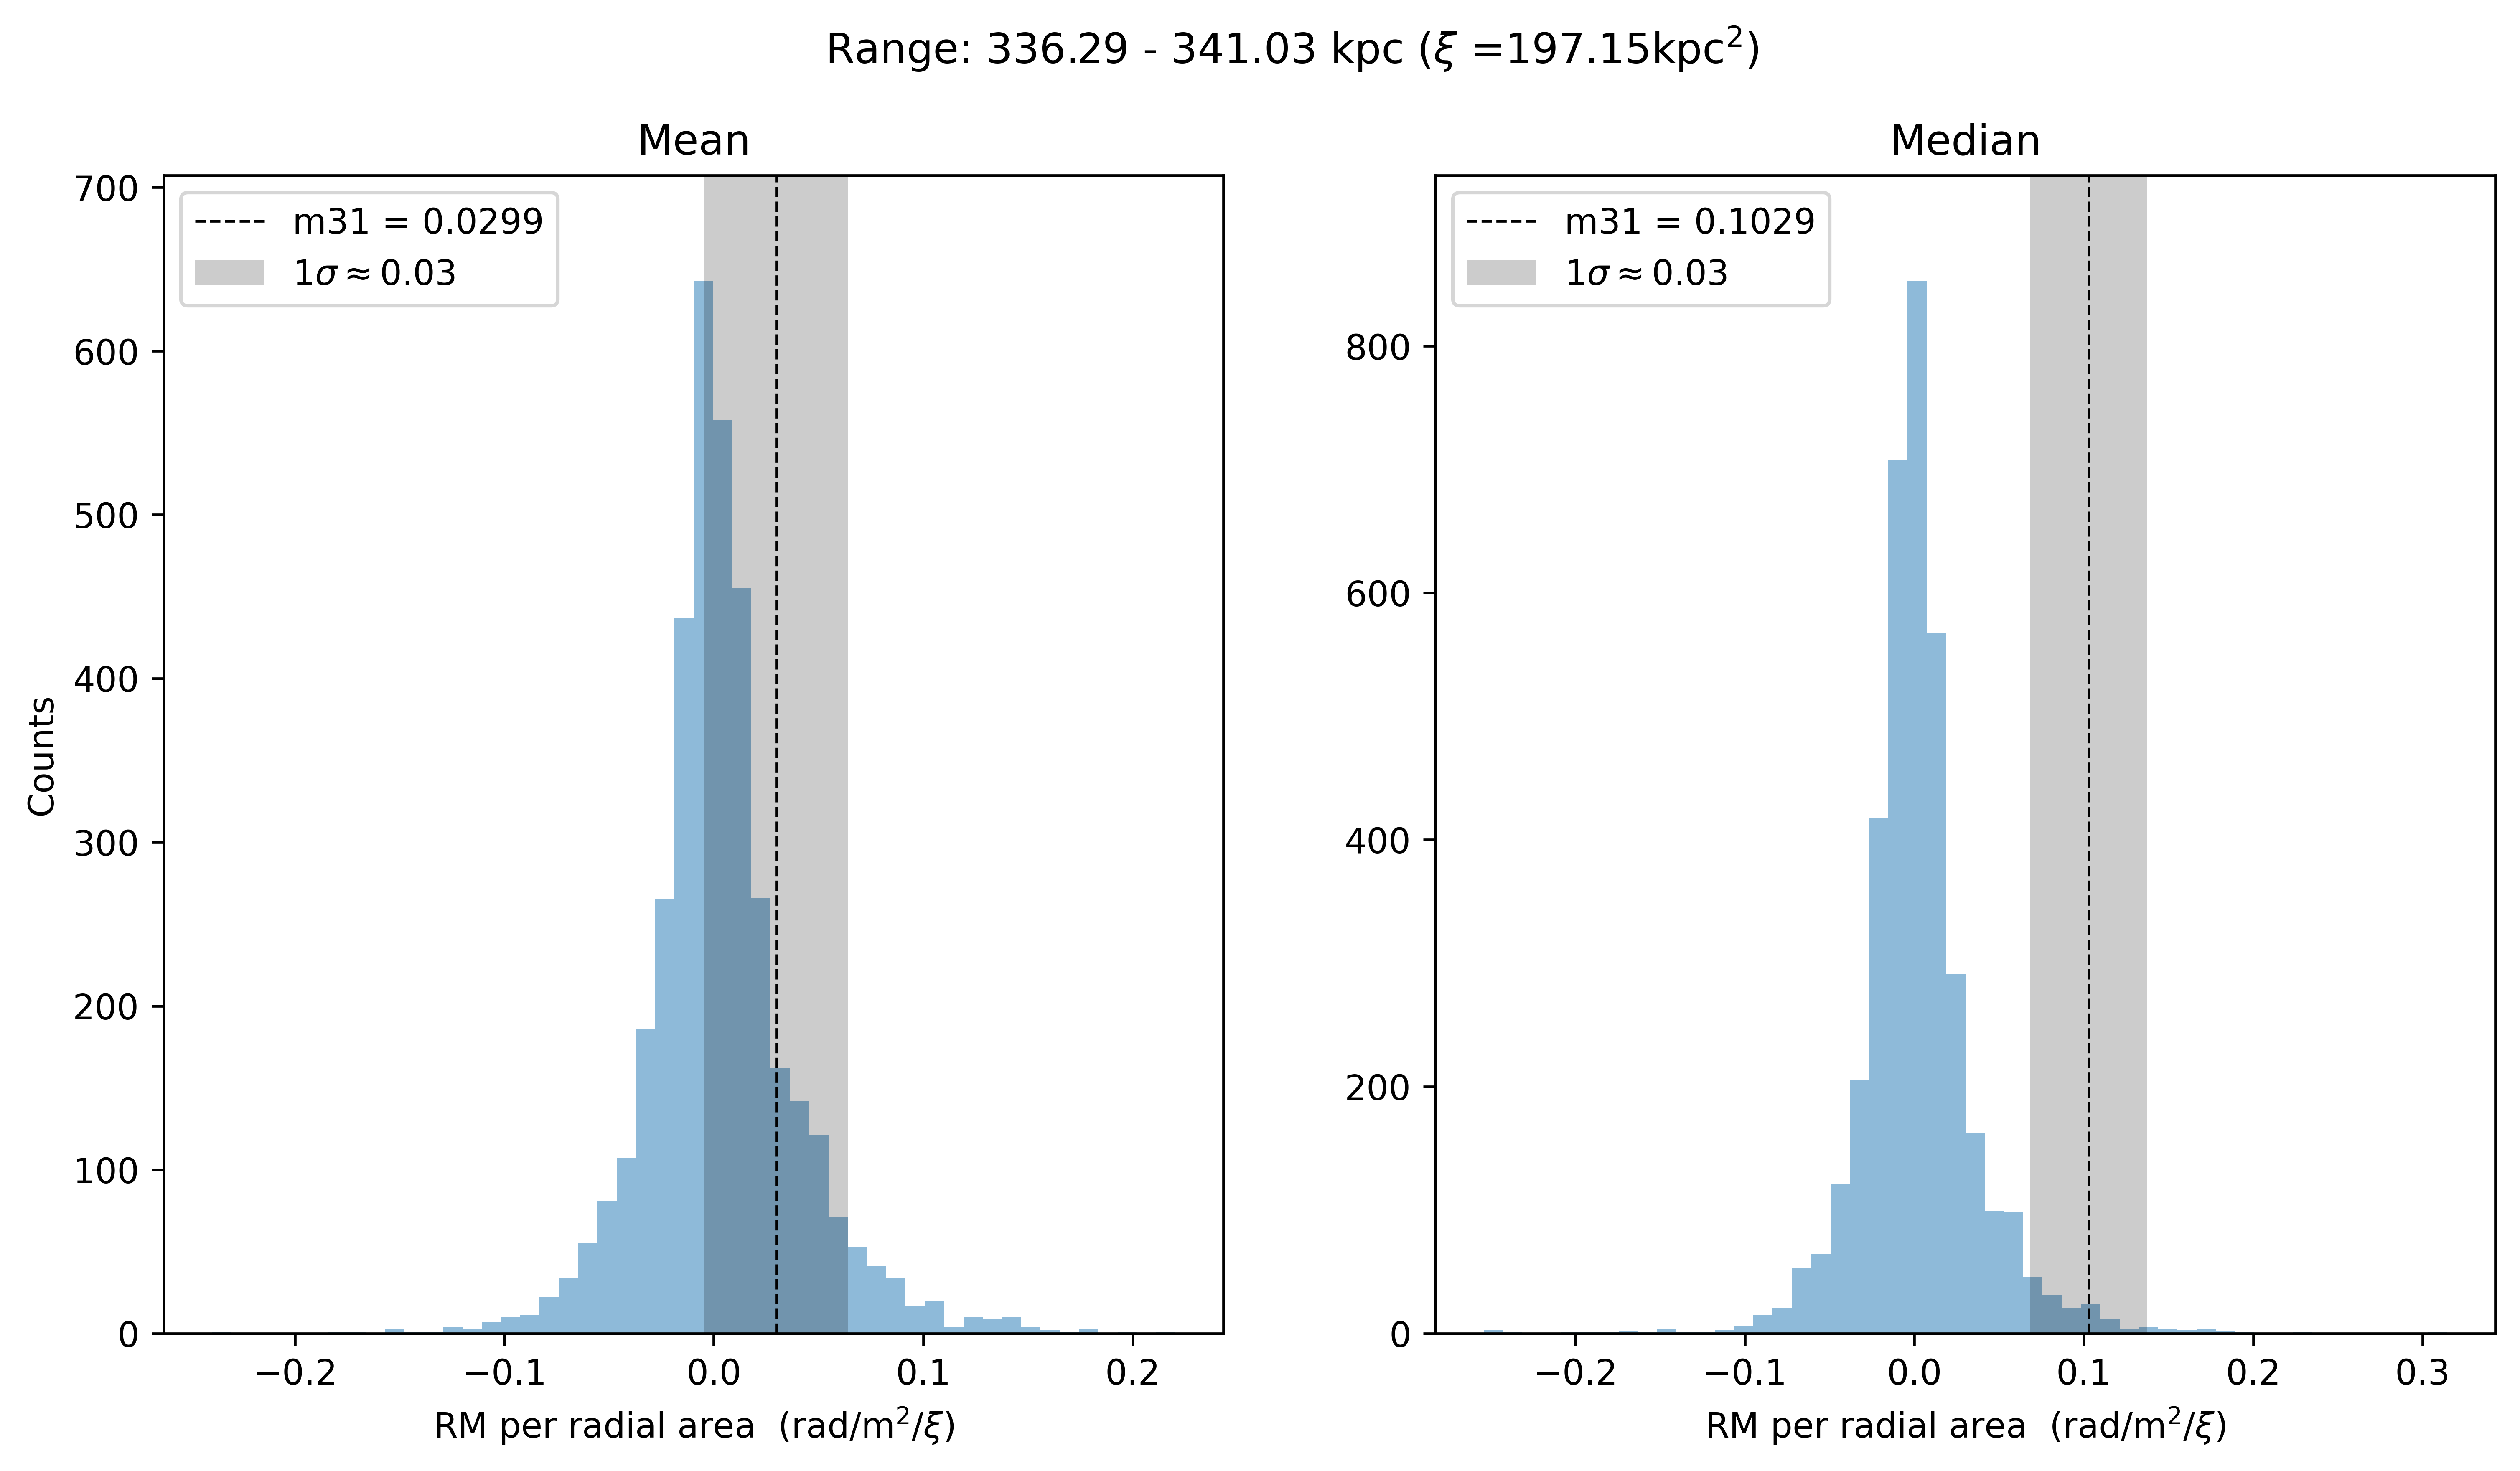 Range: 336.29 - 341.03 kpc (ξ =197.15kpc²)
Mean
700
600
500
400
300
200
100
0
Counts
m31 = 0.0299
1σ ≈ 0.03
−0.2 −0.1 0.0 0.1 0.2
RM per radial area (rad/m²/ξ)
Median
800
600
400
200
0
m31 = 0.1029
1σ ≈ 0.03
−0.2 −0.1 0.0 0.1 0.2 0.3
RM per radial area (rad/m²/ξ)